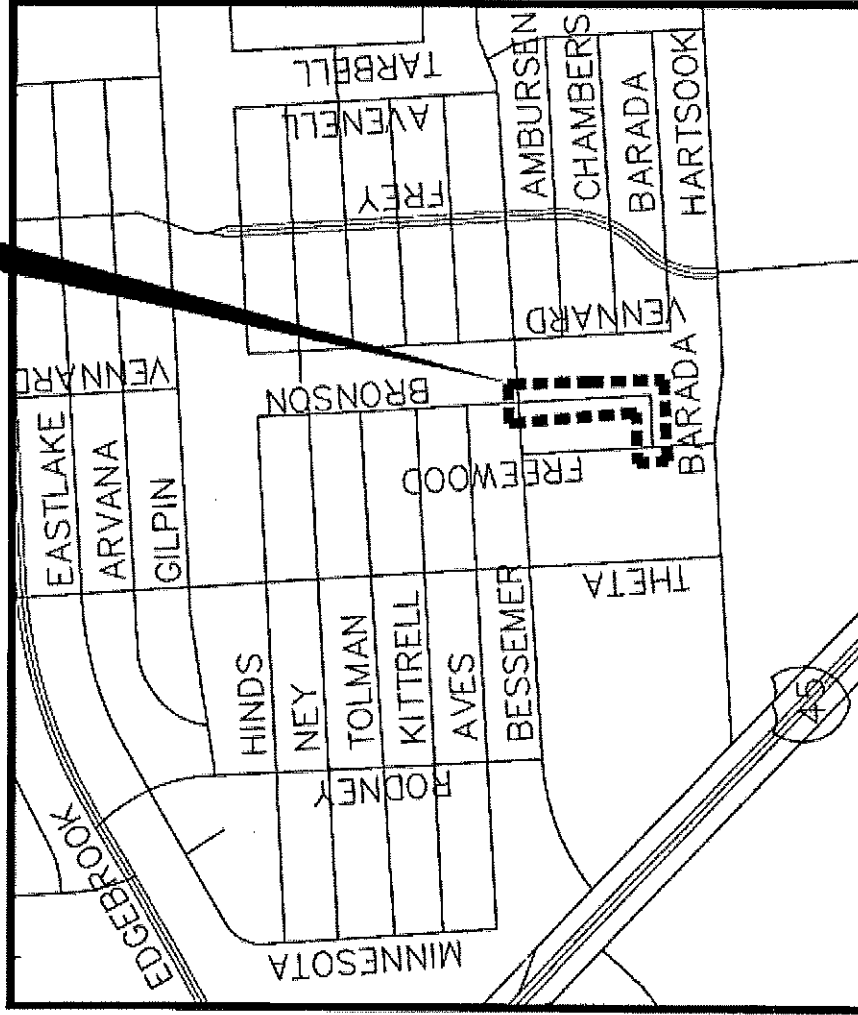 TARBELL
AVENELL
FREY
AMBURSEN
CHAMBERS
BARADA
HARTSOOK
VENNARD
VENNARD
BRONSON
EASTLAKE
ARVANA
GILPIN
FREEWOOD
BARADA
THETA
HINDS
NEY
TOLMAN
KITTRELL
AVES
BESSEMER
RODNEY
EDGEBROOK
MINNESOTA
45